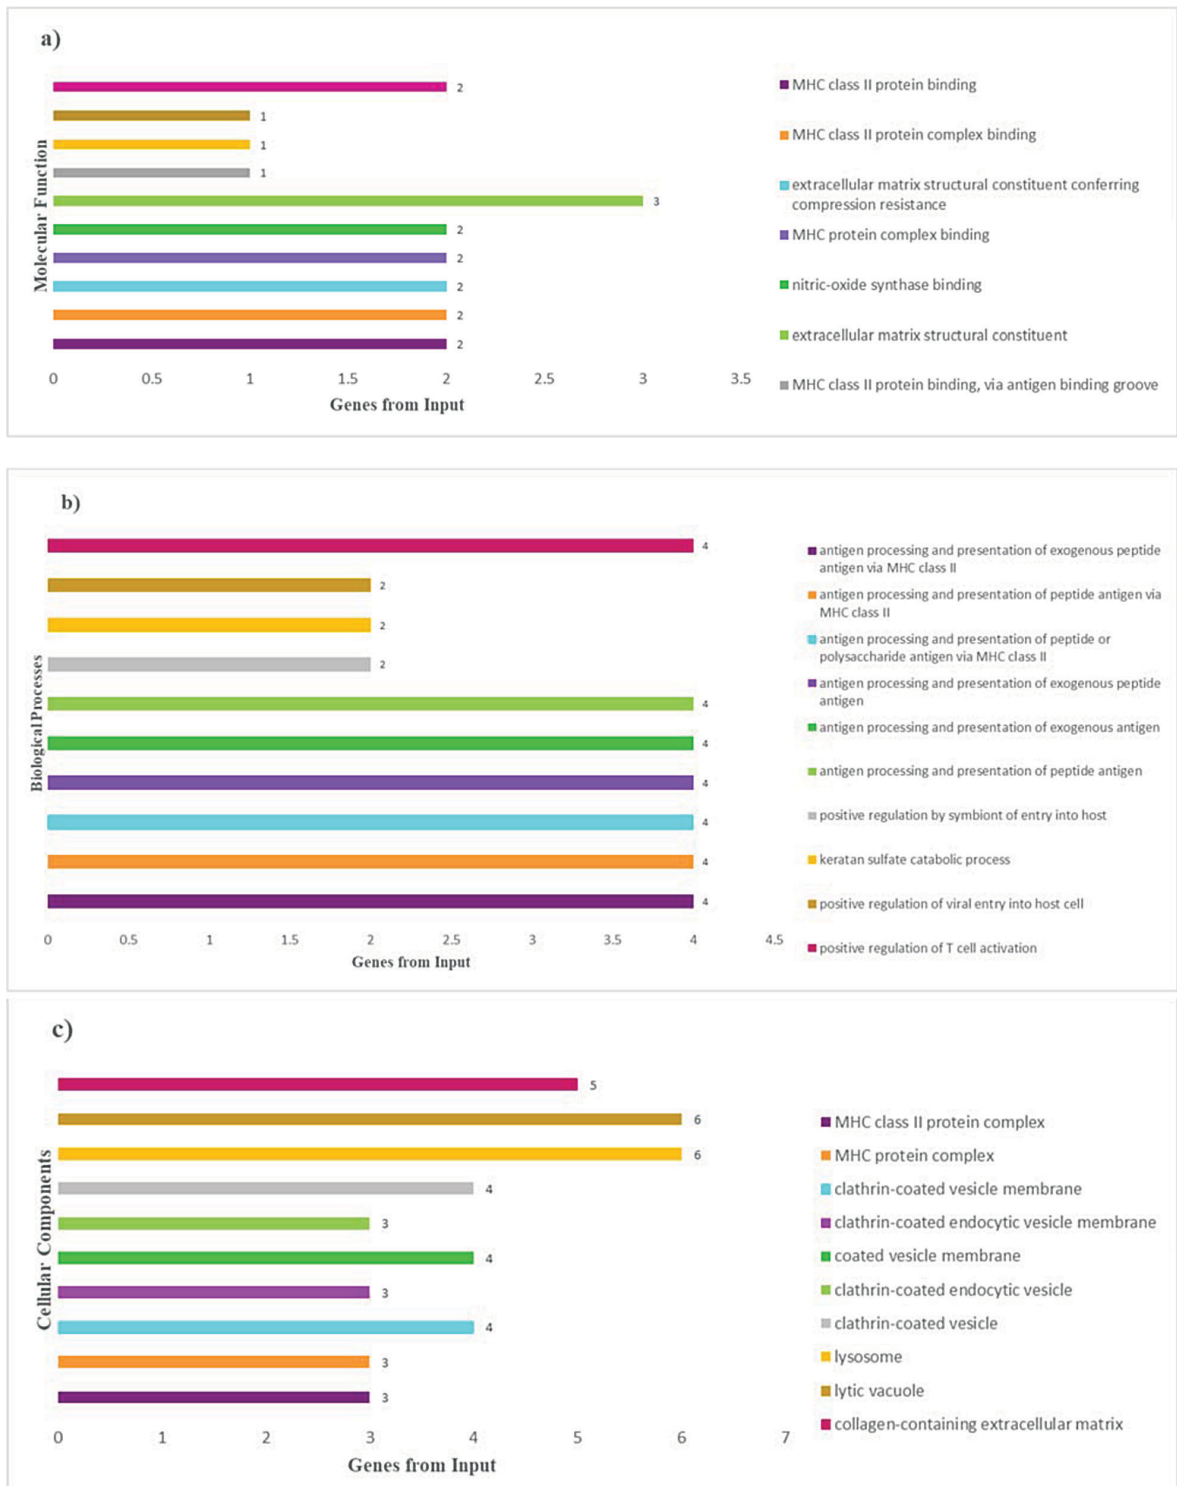 a)
Molecular Function
2
1
1
1
3
2
2
2
2
2
0 0.5 1 1.5 2 2.5 3 3.5
Genes from Input
MHC class II protein binding
MHC class II protein complex binding
extracellular matrix structural constituent conferring
compression resistance
MHC protein complex binding
nitric-oxide synthase binding
extracellular matrix structural constituent
MHC class II protein binding, via antigen binding groove
b)
Biological Processes
4
2
2
2
4
4
4
4
4
4
0 0.5 1 1.5 2 2.5 3 3.5 4 4.5
Genes from Input
antigen processing and presentation of exogenous peptide
antigen via MHC class II
antigen processing and presentation of peptide antigen via
MHC class II
antigen processing and presentation of peptide or
polysaccharide antigen via MHC class II
antigen processing and presentation of exogenous peptide
antigen
antigen processing and presentation of exogenous antigen
antigen processing and presentation of peptide antigen
positive regulation by symbiont of entry into host
keratan sulfate catabolic process
positive regulation of viral entry into host cell
positive regulation of T cell activation
c)
Cellular Components
5
6
6
4
3
4
3
4
3
3
0 1 2 3 4 5 6 7
Genes from Input
MHC class II protein complex
MHC protein complex
clathrin-coated vesicle membrane
clathrin-coated endocytic vesicle membrane
coated vesicle membrane
clathrin-coated endocytic vesicle
clathrin-coated vesicle
lysosome
lytic vacuole
collagen-containing extracellular matrix